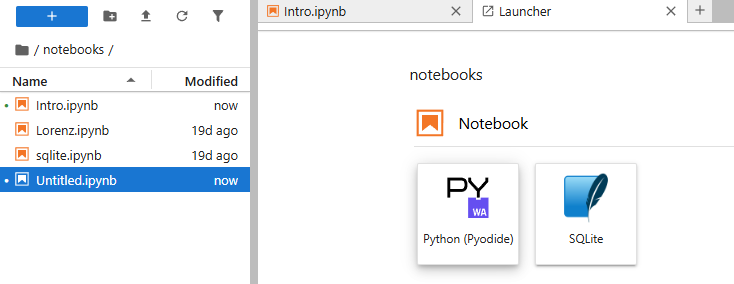 Intro.ipynb
Launcher
/ notebooks /
Name Modified
Intro.ipynb now
Lorenz.ipynb 19d ago
sqlite.ipynb 19d ago
Untitled.ipynb now
notebooks
Notebook
PY
WA
Python (Pyodide)
SQLite